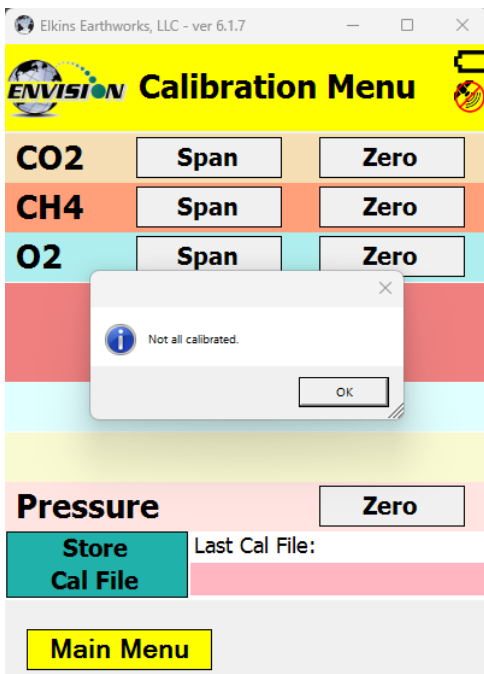 Elkins Earthworks, LLC - ver 6.1.7
ENVISION Calibration Menu
CO2 Span Zero
CH4 Span Zero
O2 Span Zero
Not all calibrated.
OK
Pressure Zero
Store Last Cal File:
Cal File
Main Menu